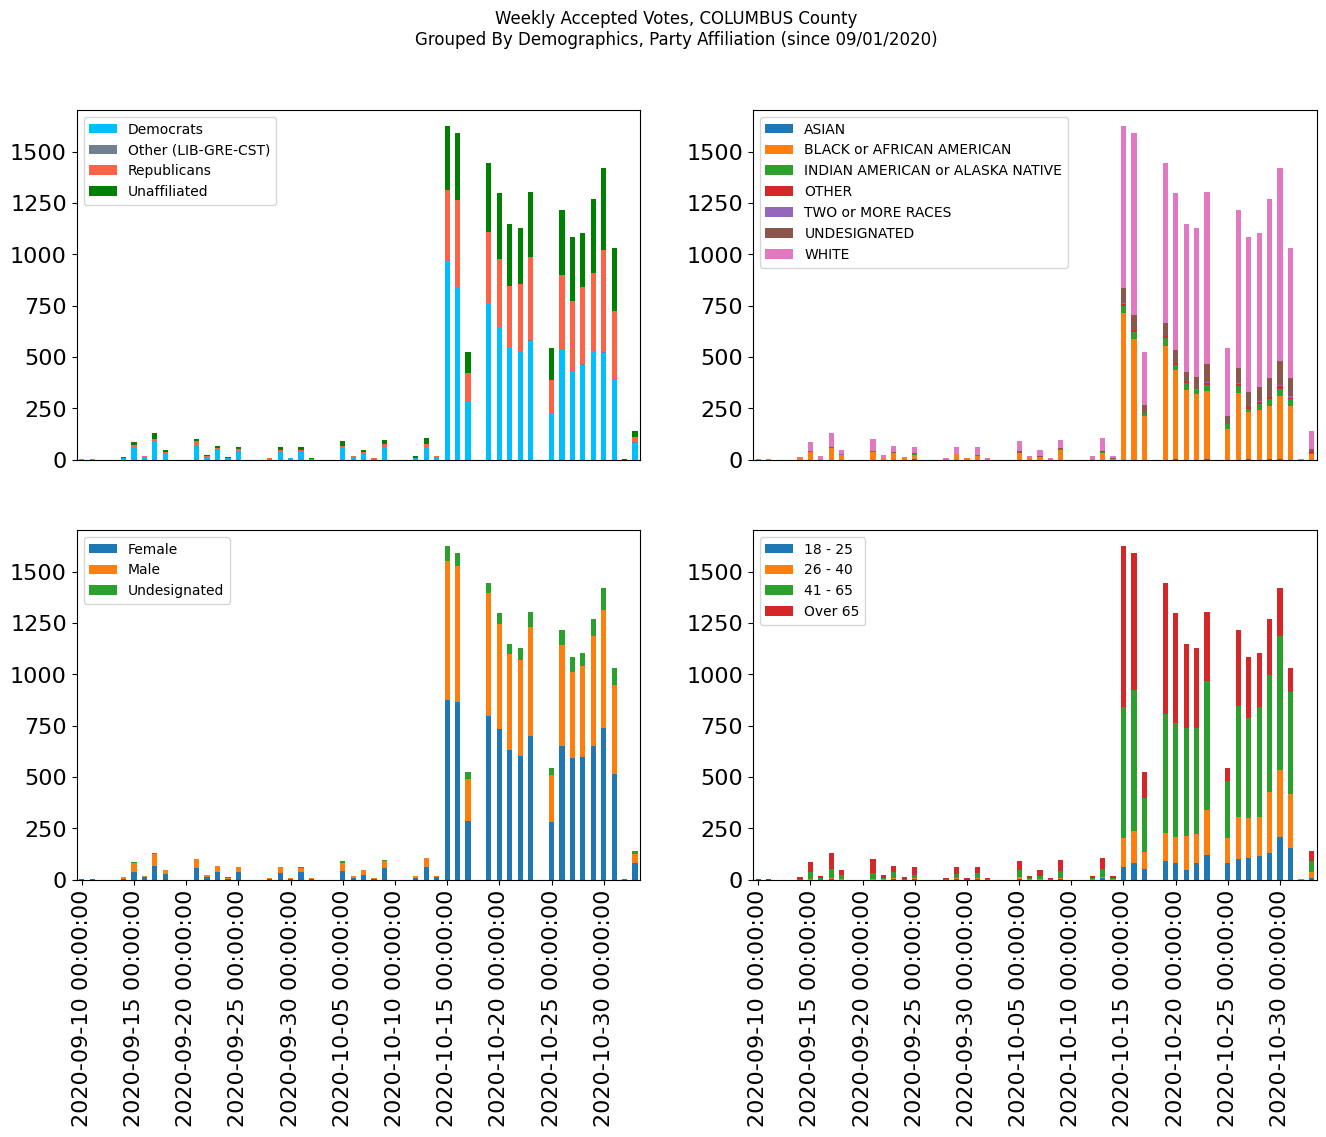 Weekly Accepted Votes, COLUMBUS County
Grouped By Demographics, Party Affiliation (since 09/01/2020)
1500
1250
1000
750
500
250
0
Democrats
Other (LIB-GRE-CST)
Republicans
Unaffiliated
1500
1250
1000
750
500
250
0
ASIAN
BLACK or AFRICAN AMERICAN
INDIAN AMERICAN or ALASKA NATIVE
OTHER
TWO or MORE RACES
UNDESIGNATED
WHITE
1500
1250
1000
750
500
250
0
Female
Male
Undesignated
2020-09-10 00:00:00
2020-09-15 00:00:00
2020-09-20 00:00:00
2020-09-25 00:00:00
2020-09-30 00:00:00
2020-10-05 00:00:00
2020-10-10 00:00:00
2020-10-15 00:00:00
2020-10-20 00:00:00
2020-10-25 00:00:00
2020-10-30 00:00:00
1500
1250
1000
750
500
250
0
18 - 25
26 - 40
41 - 65
Over 65
2020-09-10 00:00:00
2020-09-15 00:00:00
2020-09-20 00:00:00
2020-09-25 00:00:00
2020-09-30 00:00:00
2020-10-05 00:00:00
2020-10-10 00:00:00
2020-10-15 00:00:00
2020-10-20 00:00:00
2020-10-25 00:00:00
2020-10-30 00:00:00